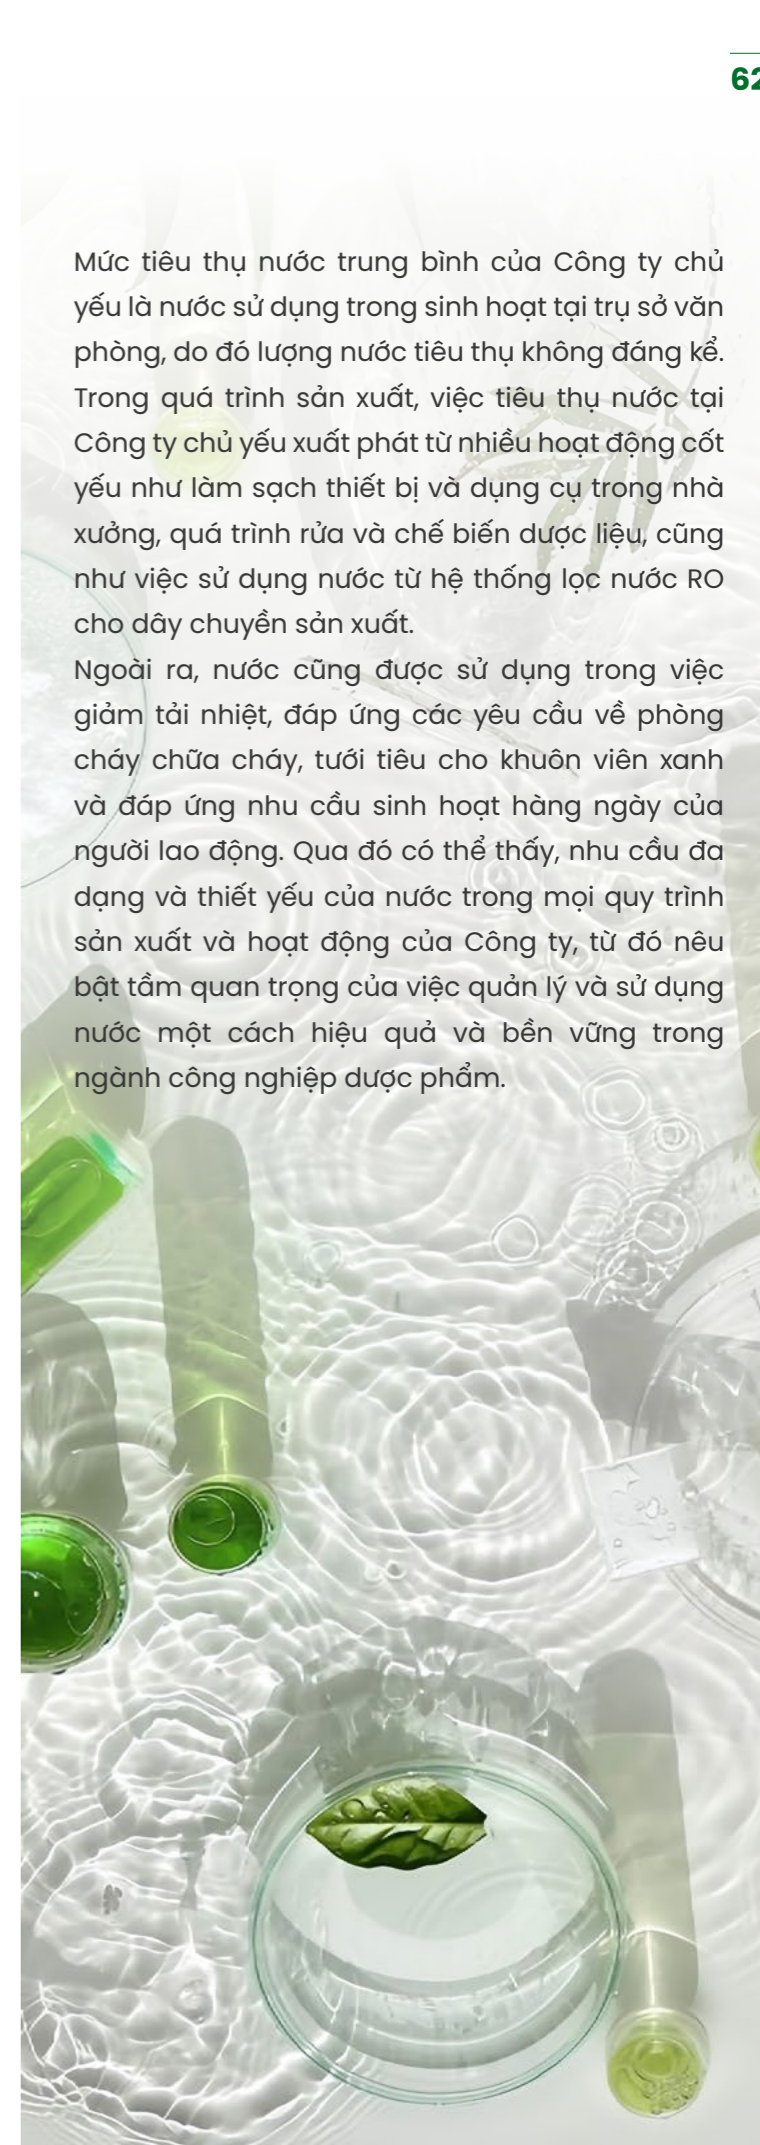 62
Mức tiêu thụ nước trung bình của Công ty chủ
yếu là nước sử dụng trong sinh hoạt tại trụ sở văn
phòng, do đó lượng nước tiêu thụ không đáng kể.
Trong quá trình sản xuất, việc tiêu thụ nước tại
Công ty chủ yếu xuất phát từ nhiều hoạt động cốt
yếu như làm sạch thiết bị và dụng cụ trong nhà
xưởng, quá trình rửa và chế biến dược liệu, cũng
như việc sử dụng nước từ hệ thống lọc nước RO
cho dây chuyền sản xuất.
Ngoài ra, nước cũng được sử dụng trong việc
giảm tải nhiệt, đáp ứng các yêu cầu về phòng
cháy chữa cháy, tưới tiêu cho khuôn viên xanh
và đáp ứng nhu cầu sinh hoạt hàng ngày của
người lao động. Qua đó có thể thấy, nhu cầu đa
dạng và thiết yếu của nước trong mọi quy trình
sản xuất và hoạt động của Công ty, từ đó nêu
bật tầm quan trọng của việc quản lý và sử dụng
nước một cách hiệu quả và bền vững trong
ngành công nghiệp dược phẩm.